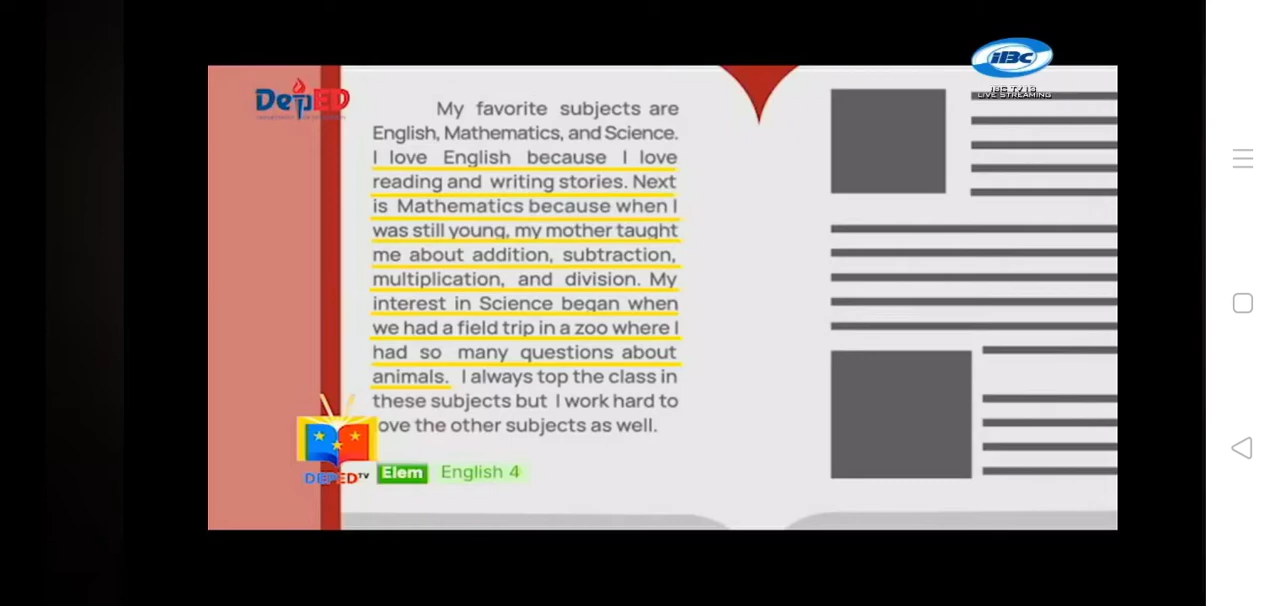 iBC
IBC TV 13
LIVE STREAMING
DepED
My favorite subjects are
English, Mathematics, and Science.
I love English because I love
reading and writing stories. Next
is Mathematics because when I
was still young, my mother taught
me about addition, subtraction,
multiplication, and division. My
interest in Science began when
we had a field trip in a zoo where I
had so many questions about
animals. I always top the class in
these subjects but I work hard to
love the other subjects as well.
DEPED TV
Elem English 4